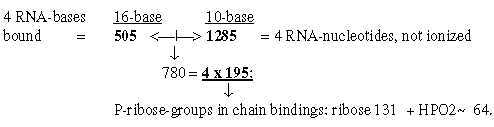 4 RNA-bases 16-base 10-base
bound = 505 <—|—> 1285 = 4 RNA-nucleotides, not ionized
↓
780 = 4 x 195:
↓
P-ribose-groups in chain bindings: ribose 131 + HPO2~ 64.